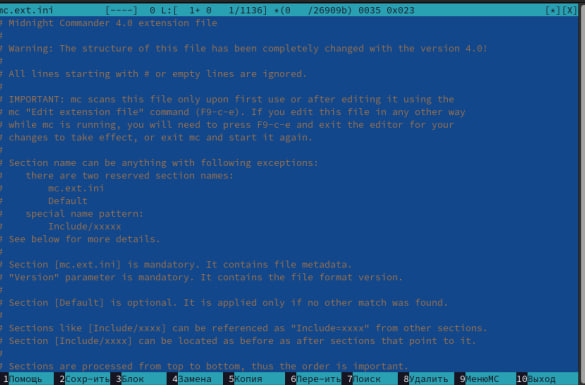 mc.ext.ini [----] 0 L:[ 1+ 0 1/1136] *(0 /26909b) 0035 0x023 [*][X]
# Midnight Commander 4.0 extension file
#
# Warning: The structure of this file has been completely changed with the version 4.0!
#
# All lines starting with # or empty lines are ignored.
#
# IMPORTANT: mc scans this file only upon first use or after editing it using the
# mc "Edit extension file" command (F9-c-e). If you edit this file in any other way
# while mc is running, you will need to press F9-c-e and exit the editor for your
# changes to take effect, or exit mc and start it again.
#
# Section name can be anything with following exceptions:
# there are two reserved section names:
# mc.ext.ini
# Default
# special name pattern:
# Include/xxxxx
# See below for more details.
#
# Section [mc.ext.ini] is mandatory. It contains file metadata.
# "Version" parameter is mandatory. It contains the file format version.
#
# Section [Default] is optional. It is applied only if no other match was found.
#
# Sections like [Include/xxxx] can be referenced as "Include=xxxx" from other sections.
# Section [Include/xxxx] can be located as before as after sections that point to it.
#
# Sections are processed from top to bottom, thus the order is important.
1Помощь 2Сохр~ить 3Блок 4Замена 5Копия 6Пере~ить 7Поиск 8Удалить 9МенюMC 10Выход